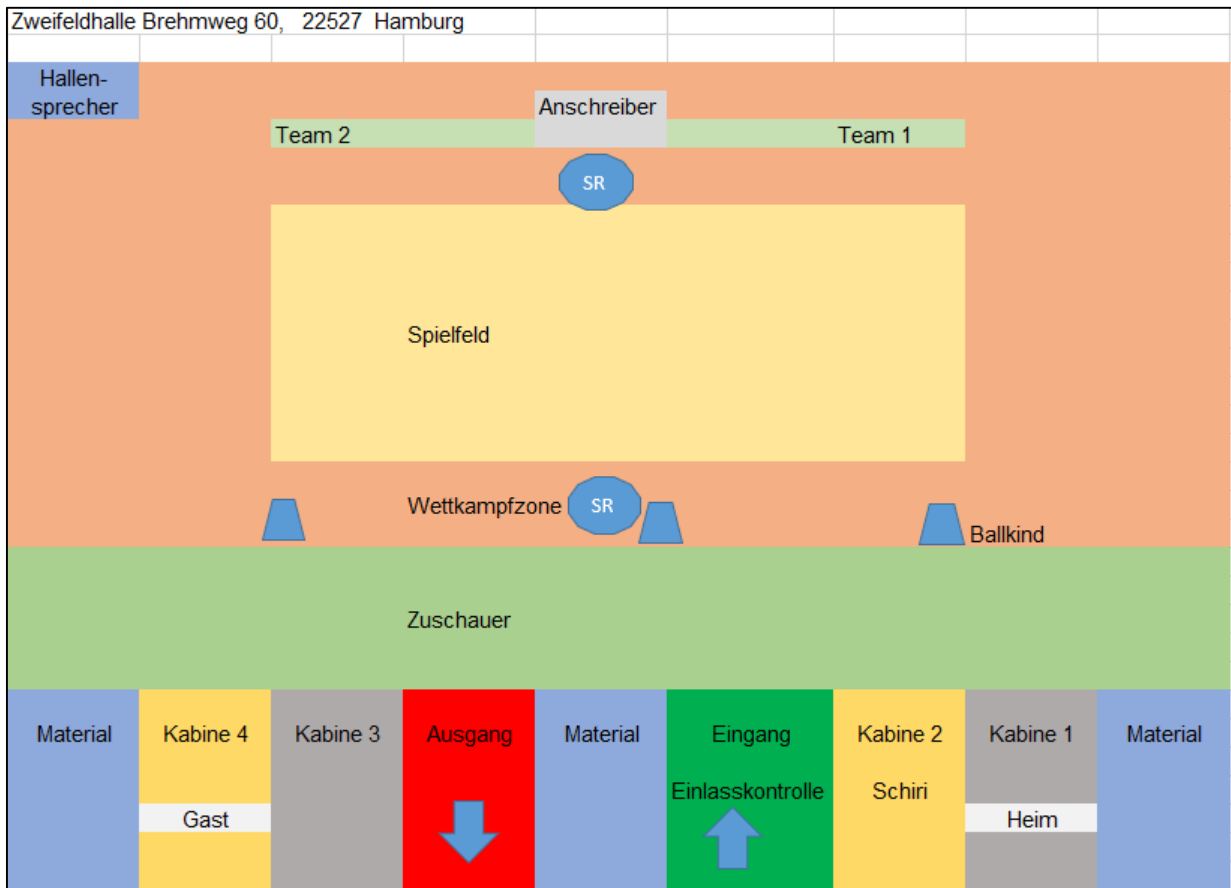 Zweifeldhalle Brehmweg 60, 22527 Hamburg
Hallen-
sprecher
Anschreiber
Team 2
Team 1
SR
Spielfeld
Wettkampfzone
SR
Ballkind
Zuschauer
Material
Kabine 4
Kabine 3
Ausgang
Material
Eingang
Kabine 2
Kabine 1
Material
Einlasskontrolle
Schiri
Gast
Heim